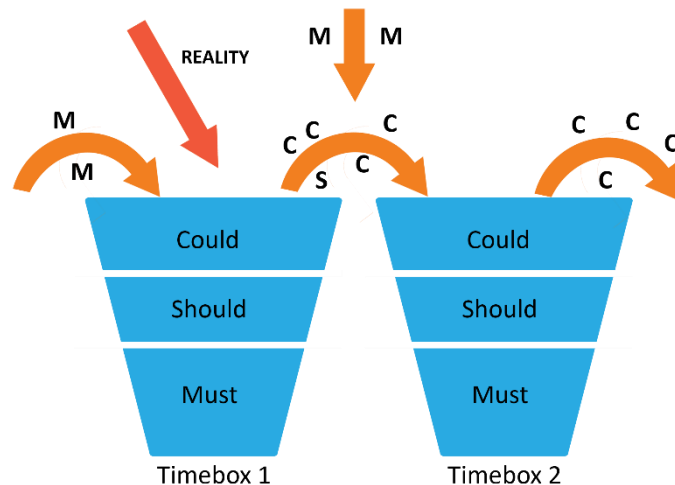 M M
REALITY
M
M
C C C
S C
C C C
C
Could
Should
Must
Timebox 1
Could
Should
Must
Timebox 2